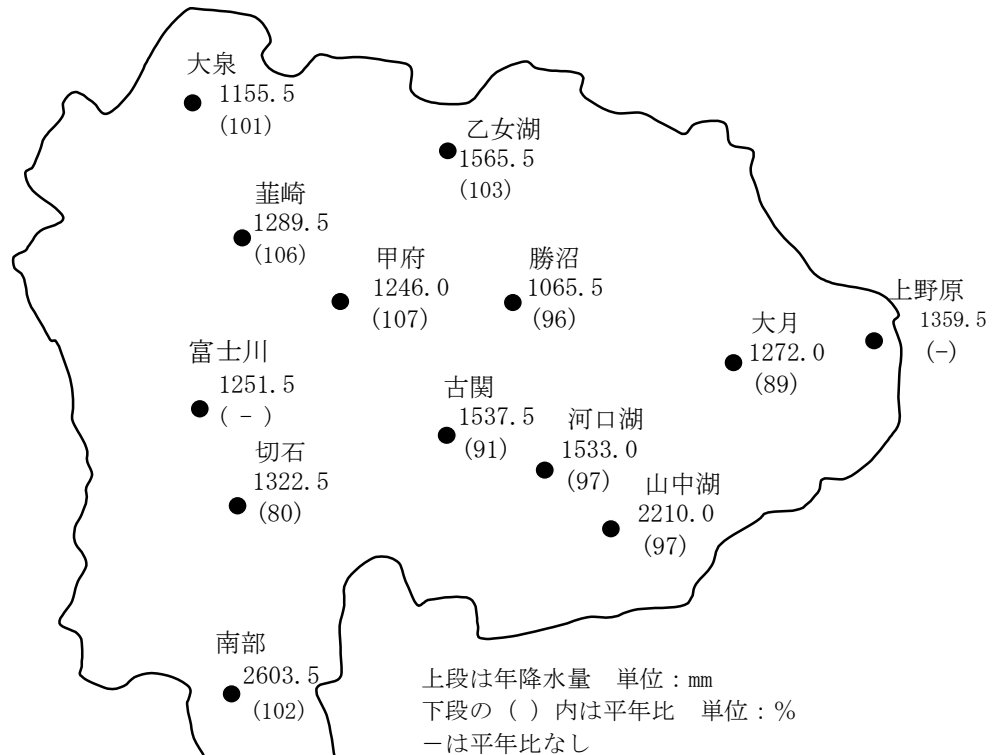 大泉
1155.5
(101)
乙女湖
1565.5
(103)
韮崎
1289.5
(106)
甲府
1246.0
(107)
勝沼
1065.5
(96)
上野原
1359.5
(−)
大月
1272.0
(89)
富士川
1251.5
( − )
古関
1537.5
(91)
河口湖
1533.0
(97)
切石
1322.5
(80)
山中湖
2210.0
(97)
南部
2603.5
(102)
上段は年降水量　単位：mm
下段の（ ）内は平年比　単位：%
−は平年比なし